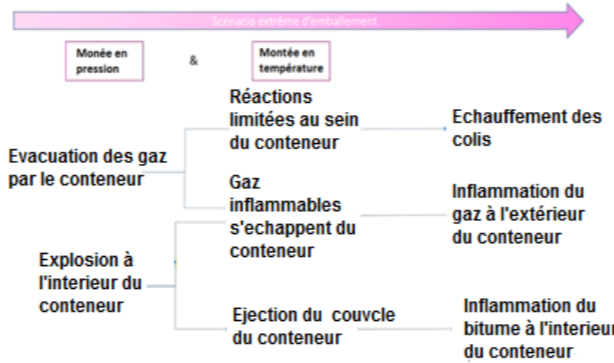 Scénario extrême d'emballement
Monée en
pression
&
Montée en
température
Réactions
limitées au sein
du conteneur
Echauffement des
colis
Evacuation des gaz
par le conteneur
Gaz
inflammables
s'echappent du
conteneur
Inflammation du
gaz à l'extérieur
du conteneur
Explosion à
l'interieur du
conteneur
Ejection du couvcle
du conteneur
Inflammation du
bitume à l'interieur
du conteneur